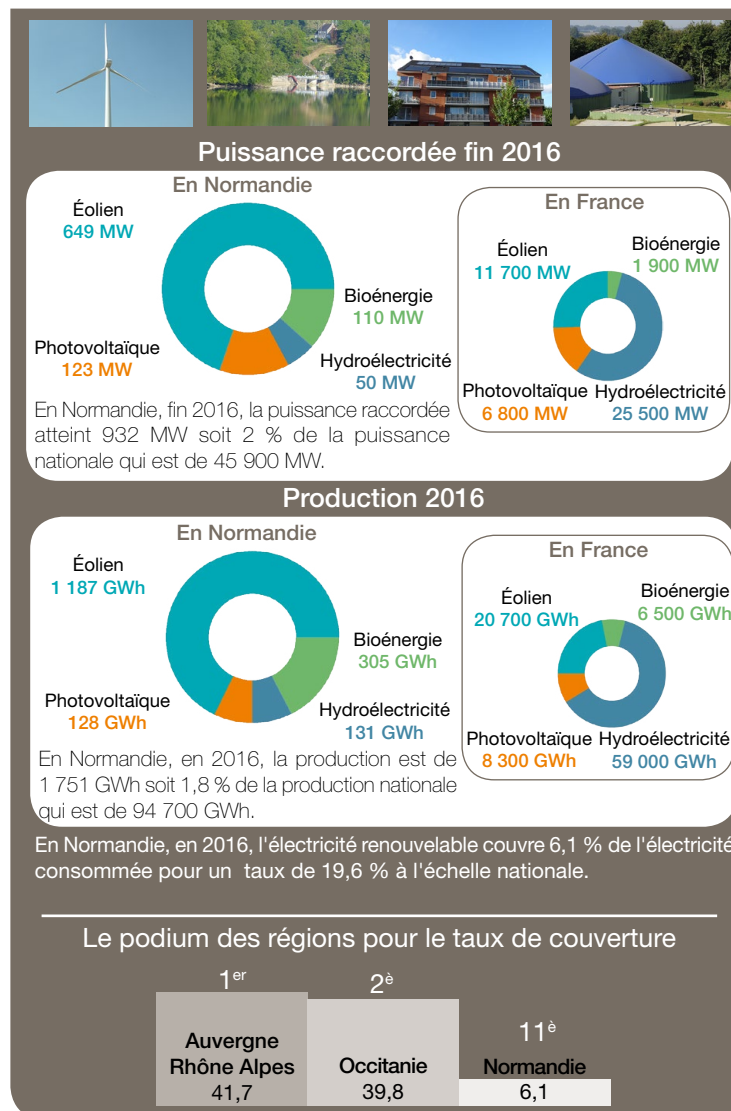 Puissance raccordée fin 2016
En Normandie
Éolien
649 MW
Bioénergie
110 MW
Photovoltaïque
123 MW
Hydroélectricité
50 MW
En Normandie, fin 2016, la puissance raccordée
atteint 932 MW soit 2 % de la puissance
nationale qui est de 45 900 MW.
En France
Éolien
11 700 MW
Bioénergie
1 900 MW
Photovoltaïque
6 800 MW
Hydroélectricité
25 500 MW
Production 2016
En Normandie
Éolien
1 187 GWh
Bioénergie
305 GWh
Photovoltaïque
128 GWh
Hydroélectricité
131 GWh
En Normandie, en 2016, la production est de
1 751 GWh soit 1,8 % de la production nationale
qui est de 94 700 GWh.
En France
Éolien
20 700 GWh
Bioénergie
6 500 GWh
Photovoltaïque
8 300 GWh
Hydroélectricité
59 000 GWh
En Normandie, en 2016, l'électricité renouvelable couvre 6,1 % de l'électricité
consommée pour un taux de 19,6 % à l'échelle nationale.
Le podium des régions pour le taux de couverture
1er
Auvergne
Rhône Alpes
41,7
2è
Occitanie
39,8
11è
Normandie
6,1